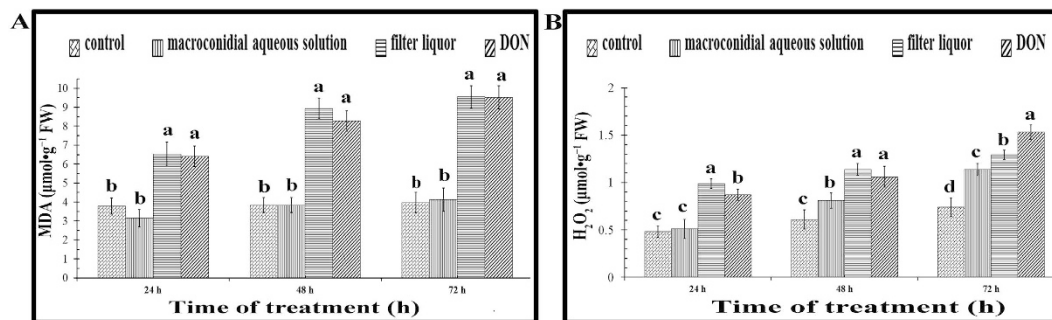 A
control macroconidial aqueous solution filter liquor DON
MDA (μmol•g⁻¹ FW)
10
9
8
7
6
5
4
3
2
1
0
b b a a
b b a a
b b a a
24 h 48 h 72 h
Time of treatment (h)
B
control macroconidial aqueous solution filter liquor DON
H₂O₂ (μmol•g⁻¹ FW)
2
1.5
1
0.5
0
c c a b
c b a a
d c b a
24 h 48 h 72 h
Time of treatment (h)